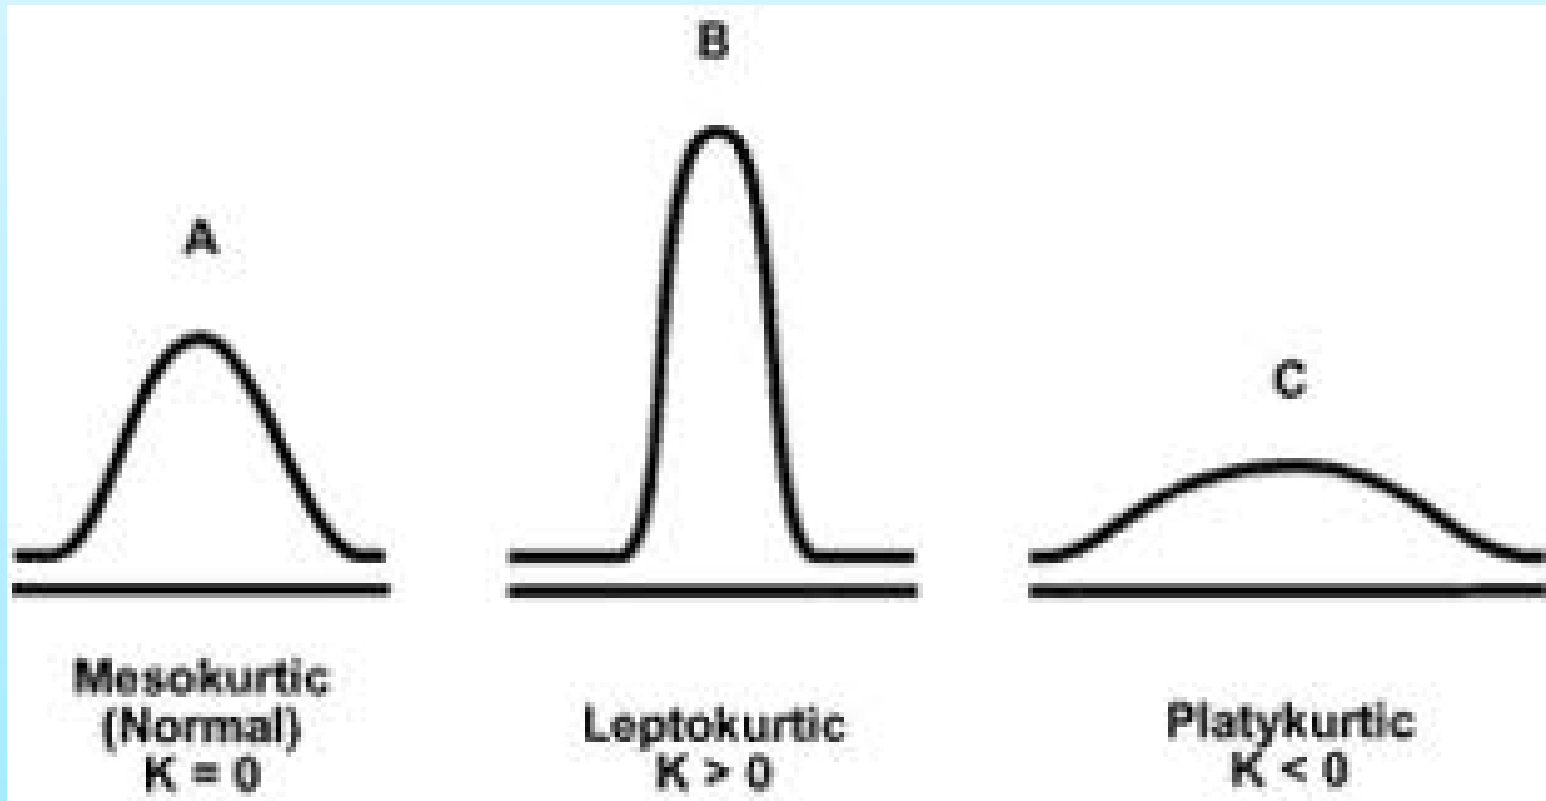 A
B
C
Mesokurtic
(Normal)
K = 0
Leptokurtic
K > 0
Platykurtic
K < 0